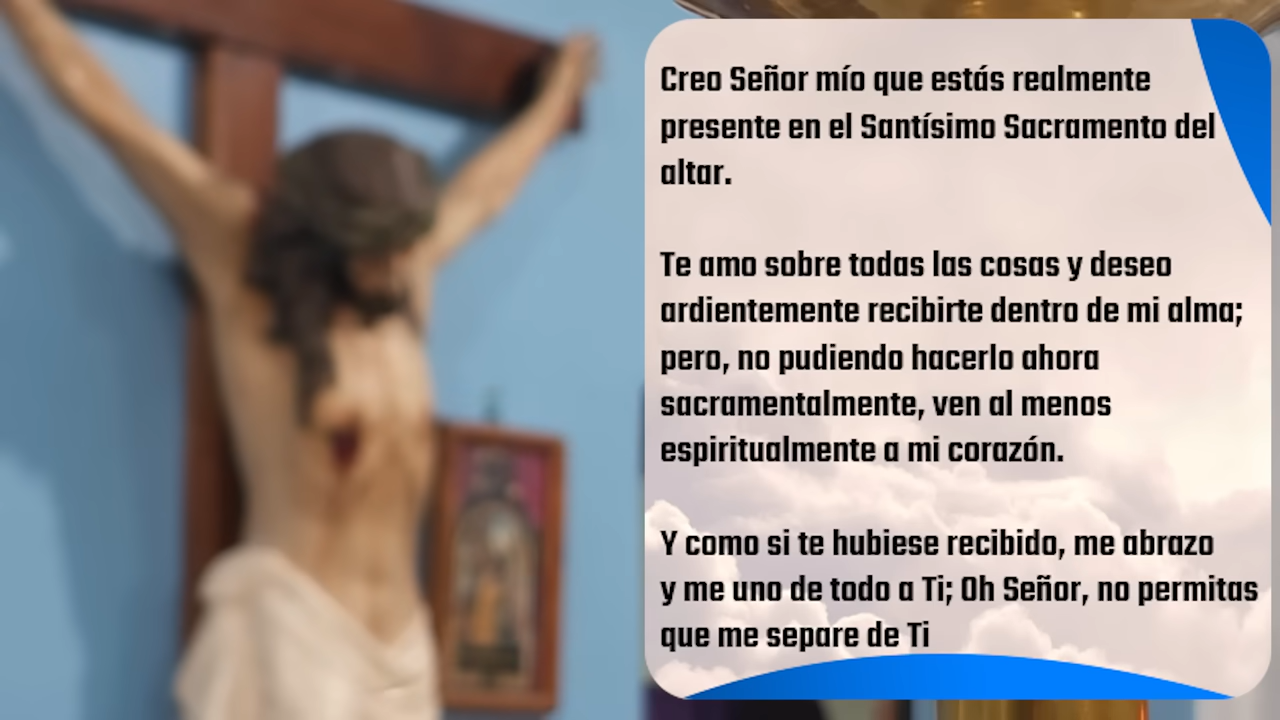 Creo Señor mío que estás realmente
presente en el Santísimo Sacramento del
altar.
Te amo sobre todas las cosas y deseo
ardientemente recibirte dentro de mi alma;
pero, no pudiendo hacerlo ahora
sacramentalmente, ven al menos
espiritualmente a mi corazón.
Y como si te hubiese recibido, me abrazo
y me uno de todo a Ti; Oh Señor, no permitas
que me separe de Ti